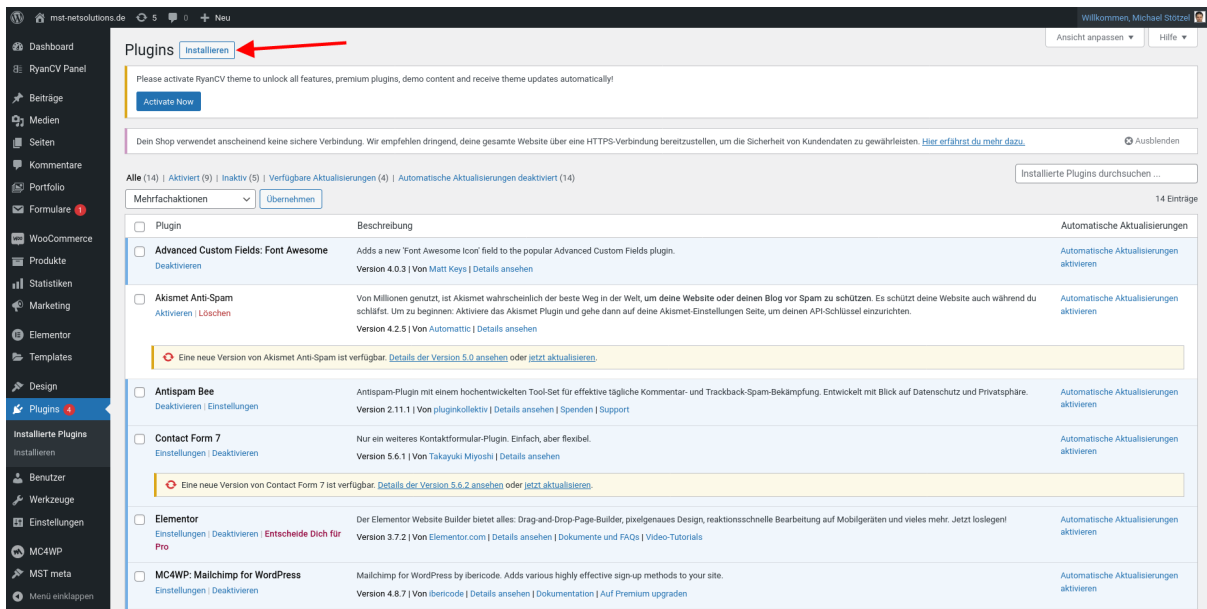 mst-netsolutions.de 5 0 + Neu
Willkommen, Michael Stötzel
Dashboard
RyanCV Panel
Beiträge
Medien
Seiten
Kommentare
Portfolio
Formulare 1
WooCommerce
Produkte
Statistiken
Marketing
Elementor
Templates
Design
Plugins 4
Installierte Plugins
Installieren
Benutzer
Werkzeuge
Einstellungen
MC4WP
MST meta
Menü einklappen
Ansicht anpassen ▼ Hilfe ▼
Plugins Installieren
Please activate RyanCV theme to unlock all features, premium plugins, demo content and receive theme updates automatically!
Activate Now
Dein Shop verwendet anscheinend keine sichere Verbindung. Wir empfehlen dringend, deine gesamte Website über eine HTTPS-Verbindung bereitzustellen, um die Sicherheit von Kundendaten zu gewährleisten. Hier erfährst du mehr dazu. Ausblenden
Alle (14) | Aktiviert (9) | Inaktiv (5) | Verfügbare Aktualisierungen (4) | Automatische Aktualisierungen deaktiviert (14)
Installierte Plugins durchsuchen ...
Mehrfachaktionen Übernehmen
14 Einträge
Plugin Beschreibung Automatische Aktualisierungen
Advanced Custom Fields: Font Awesome
Deaktivieren
Adds a new 'Font Awesome Icon' field to the popular Advanced Custom Fields plugin.
Version 4.0.3 | Von Matt Keys | Details ansehen
Automatische Aktualisierungen
aktivieren
Akismet Anti-Spam
Aktivieren | Löschen
Von Millionen genutzt, ist Akismet wahrscheinlich der beste Weg in der Welt, um deine Website oder deinen Blog vor Spam zu schützen. Es schützt deine Website auch während du
schläfst. Um zu beginnen: Aktiviere das Akismet Plugin und gehe dann auf deine Akismet-Einstellungen Seite, um deinen API-Schlüssel einzurichten.
Version 4.2.5 | Von Automattic | Details ansehen
Automatische Aktualisierungen
aktivieren
Eine neue Version von Akismet Anti-Spam ist verfügbar. Details der Version 5.0 ansehen oder jetzt aktualisieren.
Antispam Bee
Deaktivieren | Einstellungen
Antispam-Plugin mit einem hochentwickelten Tool-Set für effektive tägliche Kommentar- und Trackback-Spam-Bekämpfung. Entwickelt mit Blick auf Datenschutz und Privatsphäre.
Version 2.11.1 | Von pluginkollektiv | Details ansehen | Spenden | Support
Automatische Aktualisierungen
aktivieren
Contact Form 7
Einstellungen | Deaktivieren
Nur ein weiteres Kontaktformular-Plugin. Einfach, aber flexibel.
Version 5.6.1 | Von Takayuki Miyoshi | Details ansehen
Automatische Aktualisierungen
aktivieren
Eine neue Version von Contact Form 7 ist verfügbar. Details der Version 5.6.2 ansehen oder jetzt aktualisieren.
Elementor
Einstellungen | Deaktivieren | Entscheide Dich für
Pro
Der Elementor Website Builder bietet alles: Drag-and-Drop-Page-Builder, pixelgenaues Design, reaktionsschnelle Bearbeitung auf Mobilgeräten und vieles mehr. Jetzt loslegen!
Version 3.7.2 | Von Elementor.com | Details ansehen | Dokumente und FAQs | Video-Tutorials
Automatische Aktualisierungen
aktivieren
MC4WP: Mailchimp for WordPress
Einstellungen | Deaktivieren
Mailchimp for WordPress by ibericode. Adds various highly effective sign-up methods to your site.
Version 4.8.7 | Von ibericode | Details ansehen | Dokumentation | Auf Premium upgraden
Automatische Aktualisierungen
aktivieren